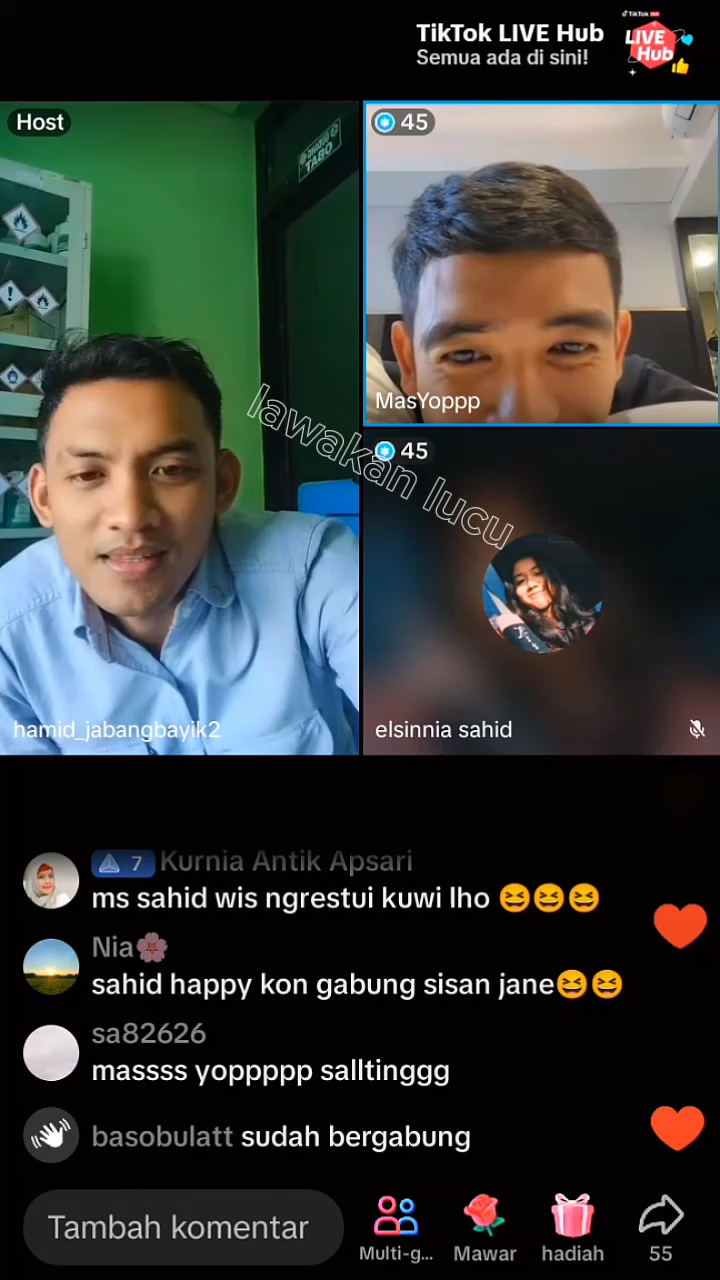 TikTok
TikTok LIVE Hub
Semua ada di sini!
LIVE
Hub
Host
45
MasYoppp
lawakan lucu
45
hamid_jabangbayik2
elsinnia sahid
7 Kurnia Antik Apsari
ms sahid wis ngrestui kuwi lho 😆😆😆
Nia🌸
sahid happy kon gabung sisan jane😆😆
sa82626
massss yoppppp salltinggg
basobulatt sudah bergabung
Tambah komentar
Multi-g...
Mawar
hadiah
55